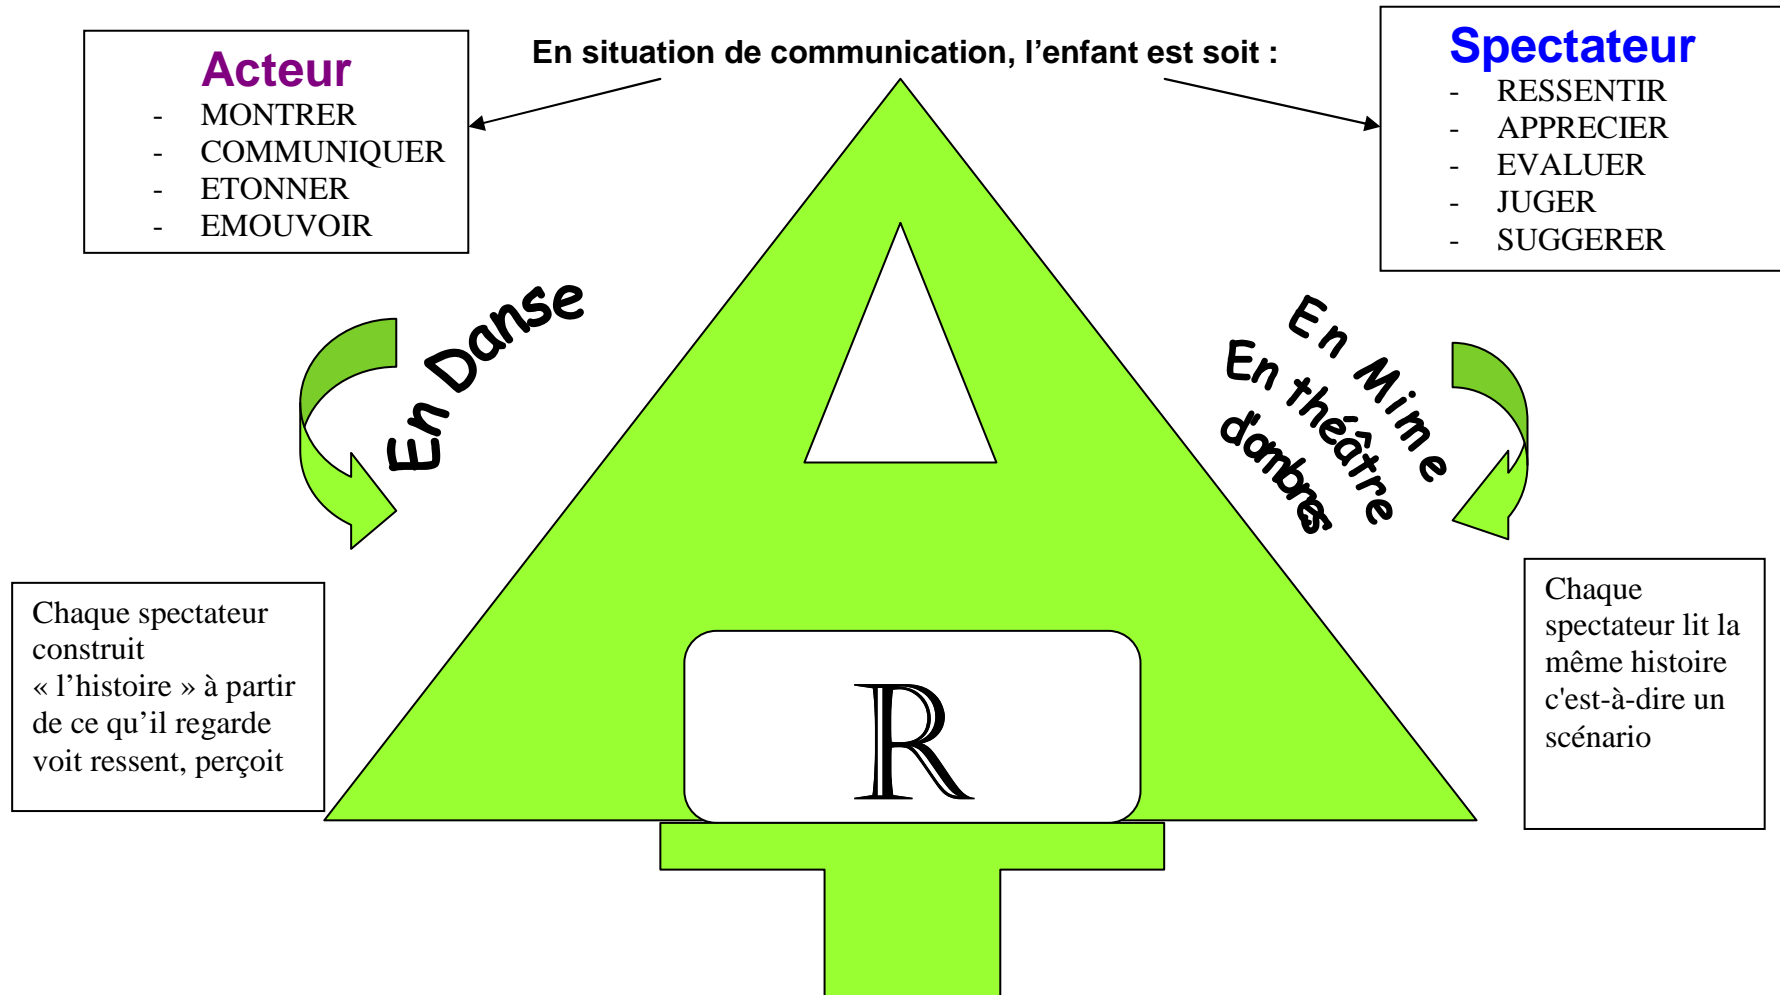 En situation de communication, l’enfant est soit :
Acteur
- MONTRER
- COMMUNIQUER
- ETONNER
- EMOUVOIR
Spectateur
- RESSENTIR
- APPRECIER
- EVALUER
- JUGER
- SUGGERER
En Danse
En Mime
En théâtre
d'ombres
Chaque spectateur
construit
« l’histoire » à partir
de ce qu’il regarde
voit ressent, perçoit
R
Chaque
spectateur lit la
même histoire
c'est-à-dire un
scénario